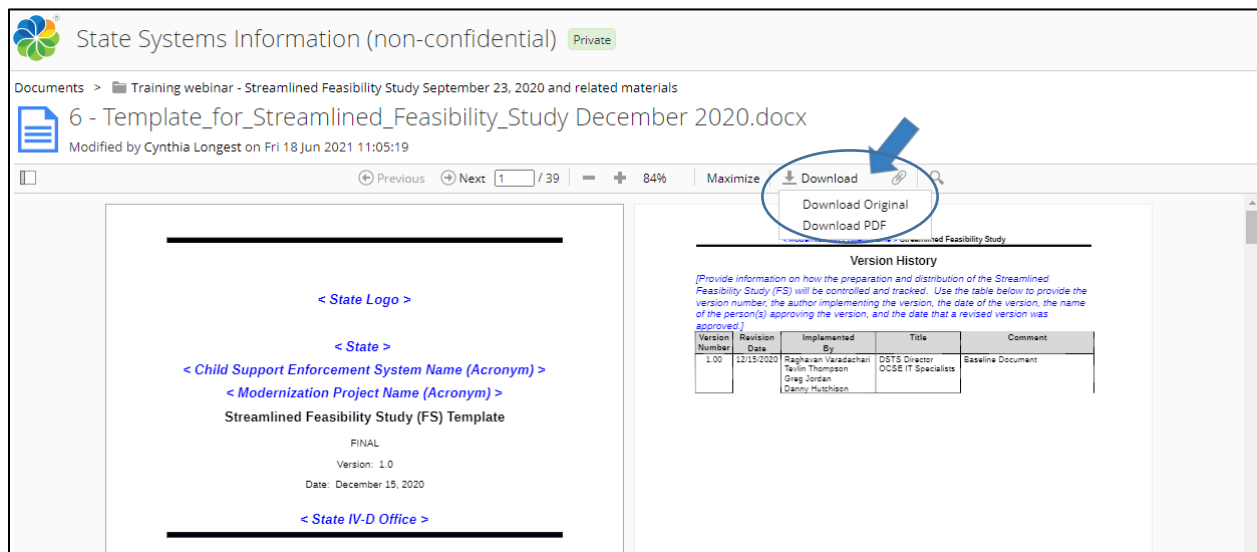 State Systems Information (non-confidential) Private
Documents > Training webinar - Streamlined Feasibility Study September 23, 2020 and related materials
6 - Template_for_Streamlined_Feasibility_Study December 2020.docx
Modified by Cynthia Longest on Fri 18 Jun 2021 11:05:19
Previous Next 1 / 39 84% Maximize Download
Download Original
Download PDF
Streamlined Feasibility Study
< State Logo >
< State >
< Child Support Enforcement System Name (Acronym) >
< Modernization Project Name (Acronym) >
Streamlined Feasibility Study (FS) Template
FINAL
Version: 1.0
Date: December 15, 2020
< State IV-D Office >
Version History
[Provide information on how the preparation and distribution of the Streamlined
Feasibility Study (FS) will be controlled and tracked. Use the table below to provide the
version number, the author implementing the version, the date of the version, the name
of the person(s) approving the version, and the date that a revised version was
approved.]
Version Revision Implemented Title Comment
Number Date By
1.00 12/15/2020 Raghavan Varadachari DSTS Director Baseline Document
Tevlin Thompson OCSE IT Specialists
Greg Jordan
Danny Hutchison